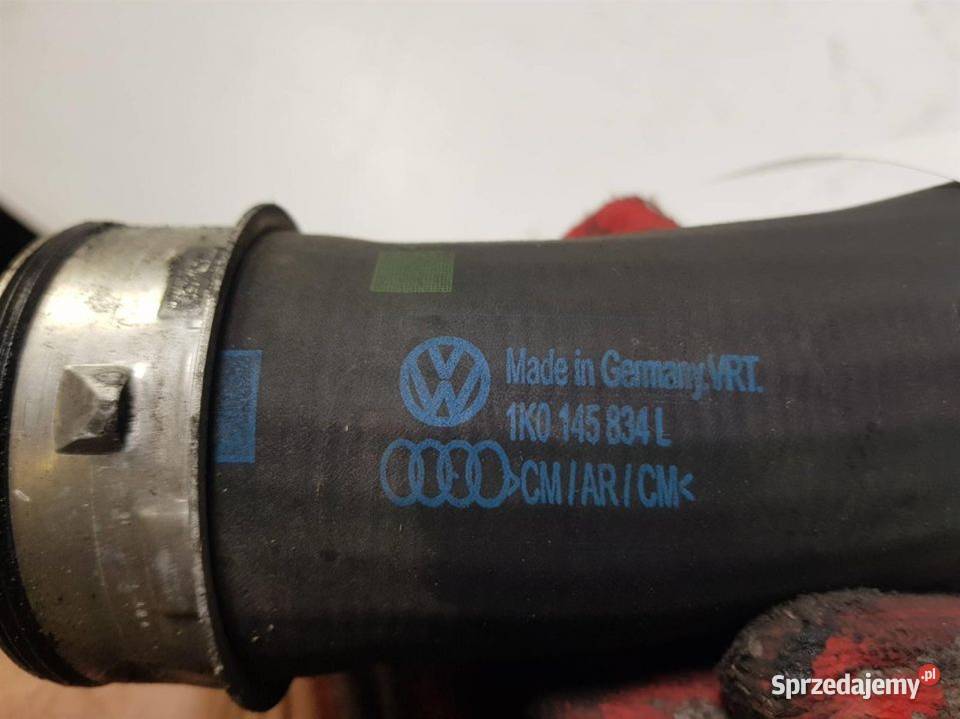 Made in Germany.VRT.
1K0 145 834 L
>CM/AR/CM<
Sprzedajemy.pl